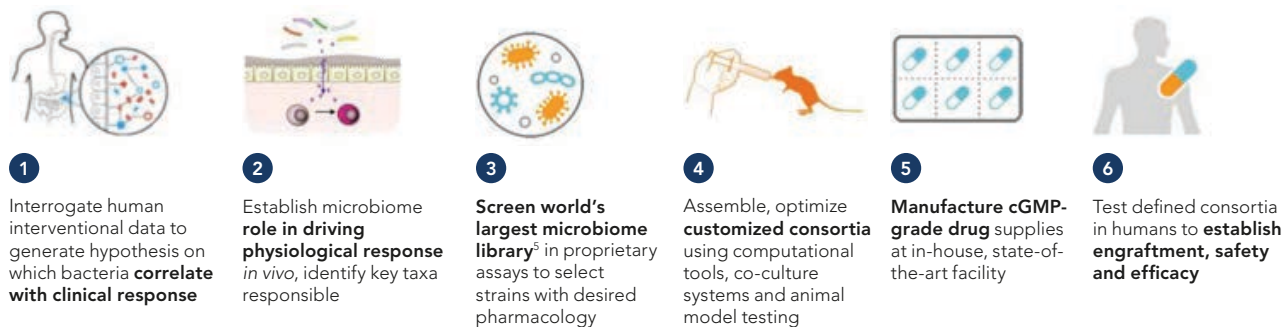 1
Interrogate human
interventional data to
generate hypothesis on
which bacteria correlate
with clinical response
2
Establish microbiome
role in driving
physiological response
in vivo, identify key taxa
responsible
3
Screen world's
largest microbiome
library5 in proprietary
assays to select
strains with desired
pharmacology
4
Assemble, optimize
customized consortia
using computational
tools, co-culture
systems and animal
model testing
5
Manufacture cGMP-
grade drug supplies
at in-house, state-of-
the-art facility
6
Test defined consortia
in humans to establish
engraftment, safety
and efficacy